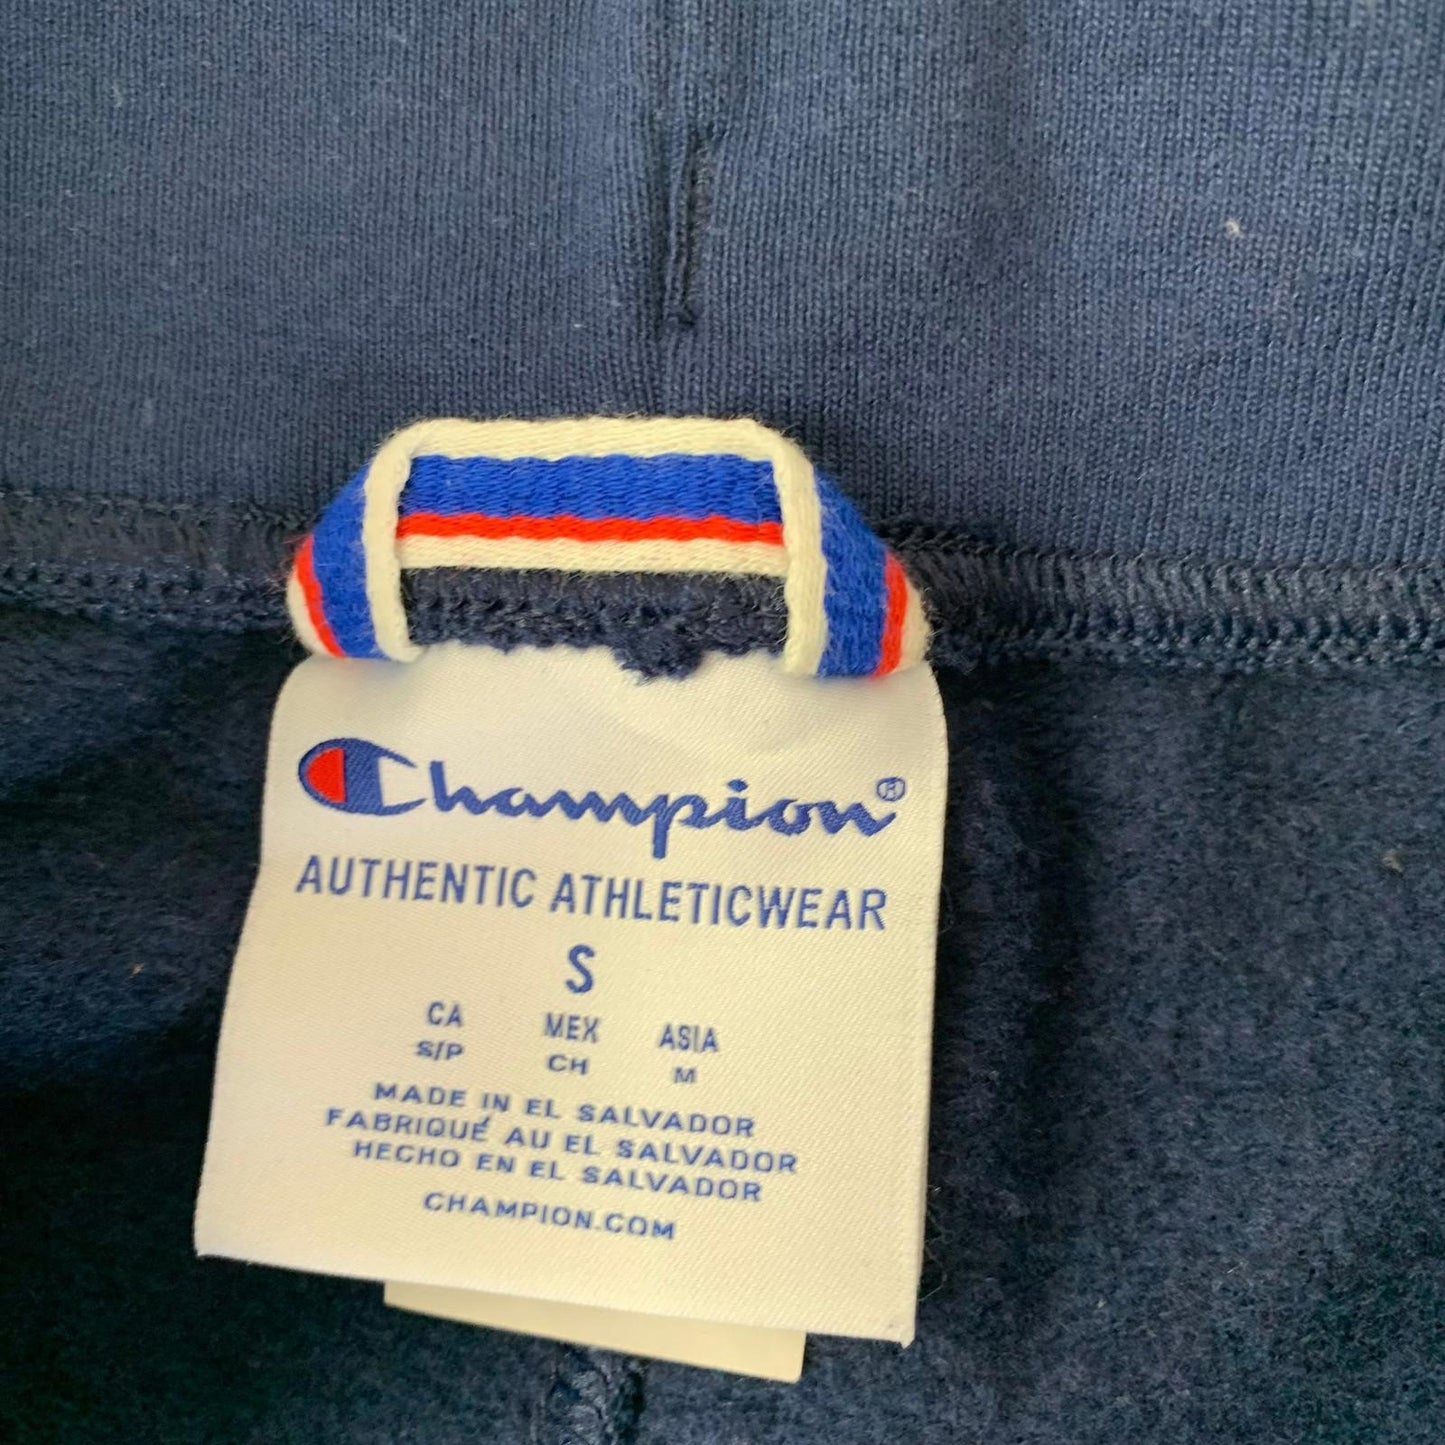 Champion®
AUTHENTIC ATHLETICWEAR
S
CA MEX ASIA
S/P CH M
MADE IN EL SALVADOR
FABRIQUÉ AU EL SALVADOR
HECHO EN EL SALVADOR
CHAMPION.COM